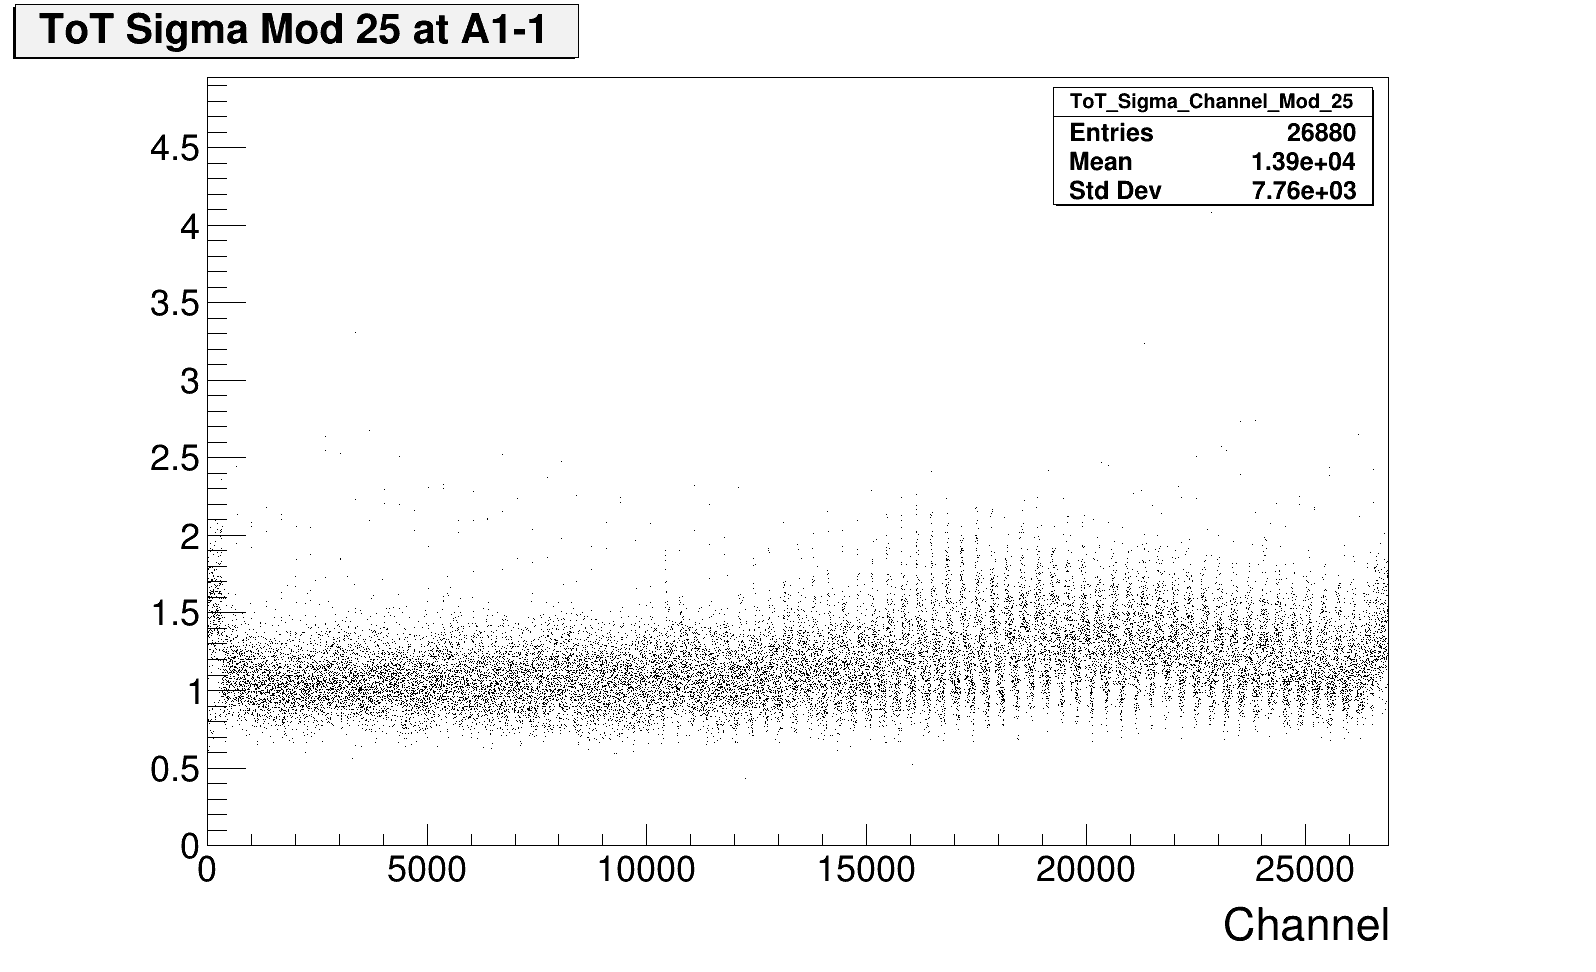 ToT Sigma Mod 25 at A1-1
ToT_Sigma_Channel_Mod_25
Entries 26880
Mean 1.39e+04
Std Dev 7.76e+03
4.5
4
3.5
3
2.5
2
1.5
1
0.5
0
0 5000 10000 15000 20000 25000
Channel